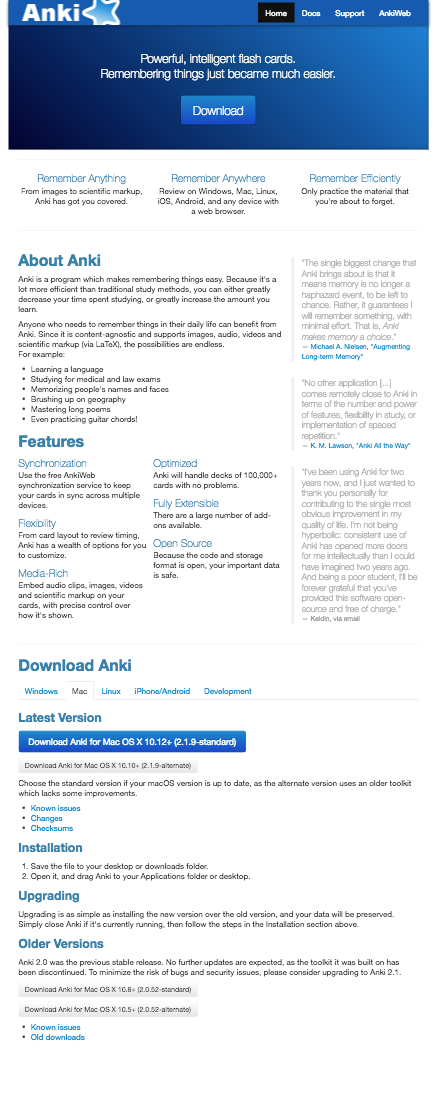 Anki
Home Docs Support AnkiWeb
Powerful, intelligent flash cards.
Remembering things just became much easier.
Download
Remember Anything
From images to scientific markup,
Anki has got you covered.
Remember Anywhere
Review on Windows, Mac, Linux,
iOS, Android, and any device with
a web browser.
Remember Efficiently
Only practice the material that
you're about to forget.
About Anki
Anki is a program which makes remembering things easy. Because it's a
lot more efficient than traditional study methods, you can either greatly
decrease your time spent studying, or greatly increase the amount you
learn.
Anyone who needs to remember things in their daily life can benefit from
Anki. Since it is content-agnostic and supports images, audio, videos and
scientific markup (via LaTeX), the possibilities are endless.
For example:
• Learning a language
• Studying for medical and law exams
• Memorizing people's names and faces
• Brushing up on geography
• Mastering long poems
• Even practicing guitar chords!
Features
Synchronization
Use the free AnkiWeb
synchronization service to keep
your cards in sync across multiple
devices.
Flexibility
From card layout to review timing,
Anki has a wealth of options for you
to customize.
Media-Rich
Embed audio clips, images, videos
and scientific markup on your
cards, with precise control over
how it's shown.
Optimized
Anki will handle decks of 100,000+
cards with no problems.
Fully Extensible
There are a large number of add-
ons available.
Open Source
Because the code and storage
format is open, your important data
is safe.
"The single biggest change that
Anki brings about is that it
means memory is no longer a
haphazard event, to be left to
chance. Rather, it guarantees I
will remember something, with
minimal effort. That is, Anki
makes memory a choice."
— Michael A. Nielsen, "Augmenting
Long-term Memory"
"No other application [...]
comes remotely close to Anki in
terms of the number and power
of features, flexibility in study, or
implementation of spaced
repetition."
— K. M. Lawson, "Anki All the Way"
"I've been using Anki for two
years now, and I just wanted to
thank you personally for
contributing to the single most
obvious improvement in my
quality of life. I'm not being
hyperbolic: consistent use of
Anki has opened more doors
for me intellectually than I could
have imagined two years ago.
And being a poor student, I'll be
forever grateful that you've
provided this software open-
source and free of charge."
— Keldin, via email
Download Anki
Windows Mac Linux iPhone/Android Development
Latest Version
Download Anki for Mac OS X 10.12+ (2.1.9-standard)
Download Anki for Mac OS X 10.10+ (2.1.9-alternate)
Choose the standard version if your macOS version is up to date, as the alternate version uses an older toolkit
which lacks some improvements.
• Known issues
• Changes
• Checksums
Installation
1. Save the file to your desktop or downloads folder.
2. Open it, and drag Anki to your Applications folder or desktop.
Upgrading
Upgrading is as simple as installing the new version over the old version, and your data will be preserved.
Simply close Anki if it's currently running, then follow the steps in the Installation section above.
Older Versions
Anki 2.0 was the previous stable release. No further updates are expected, as the toolkit it was built on has
been discontinued. To minimize the risk of bugs and security issues, please consider upgrading to Anki 2.1.
Download Anki for Mac OS X 10.8+ (2.0.52-standard)
Download Anki for Mac OS X 10.5+ (2.0.52-alternate)
• Known issues
• Old downloads